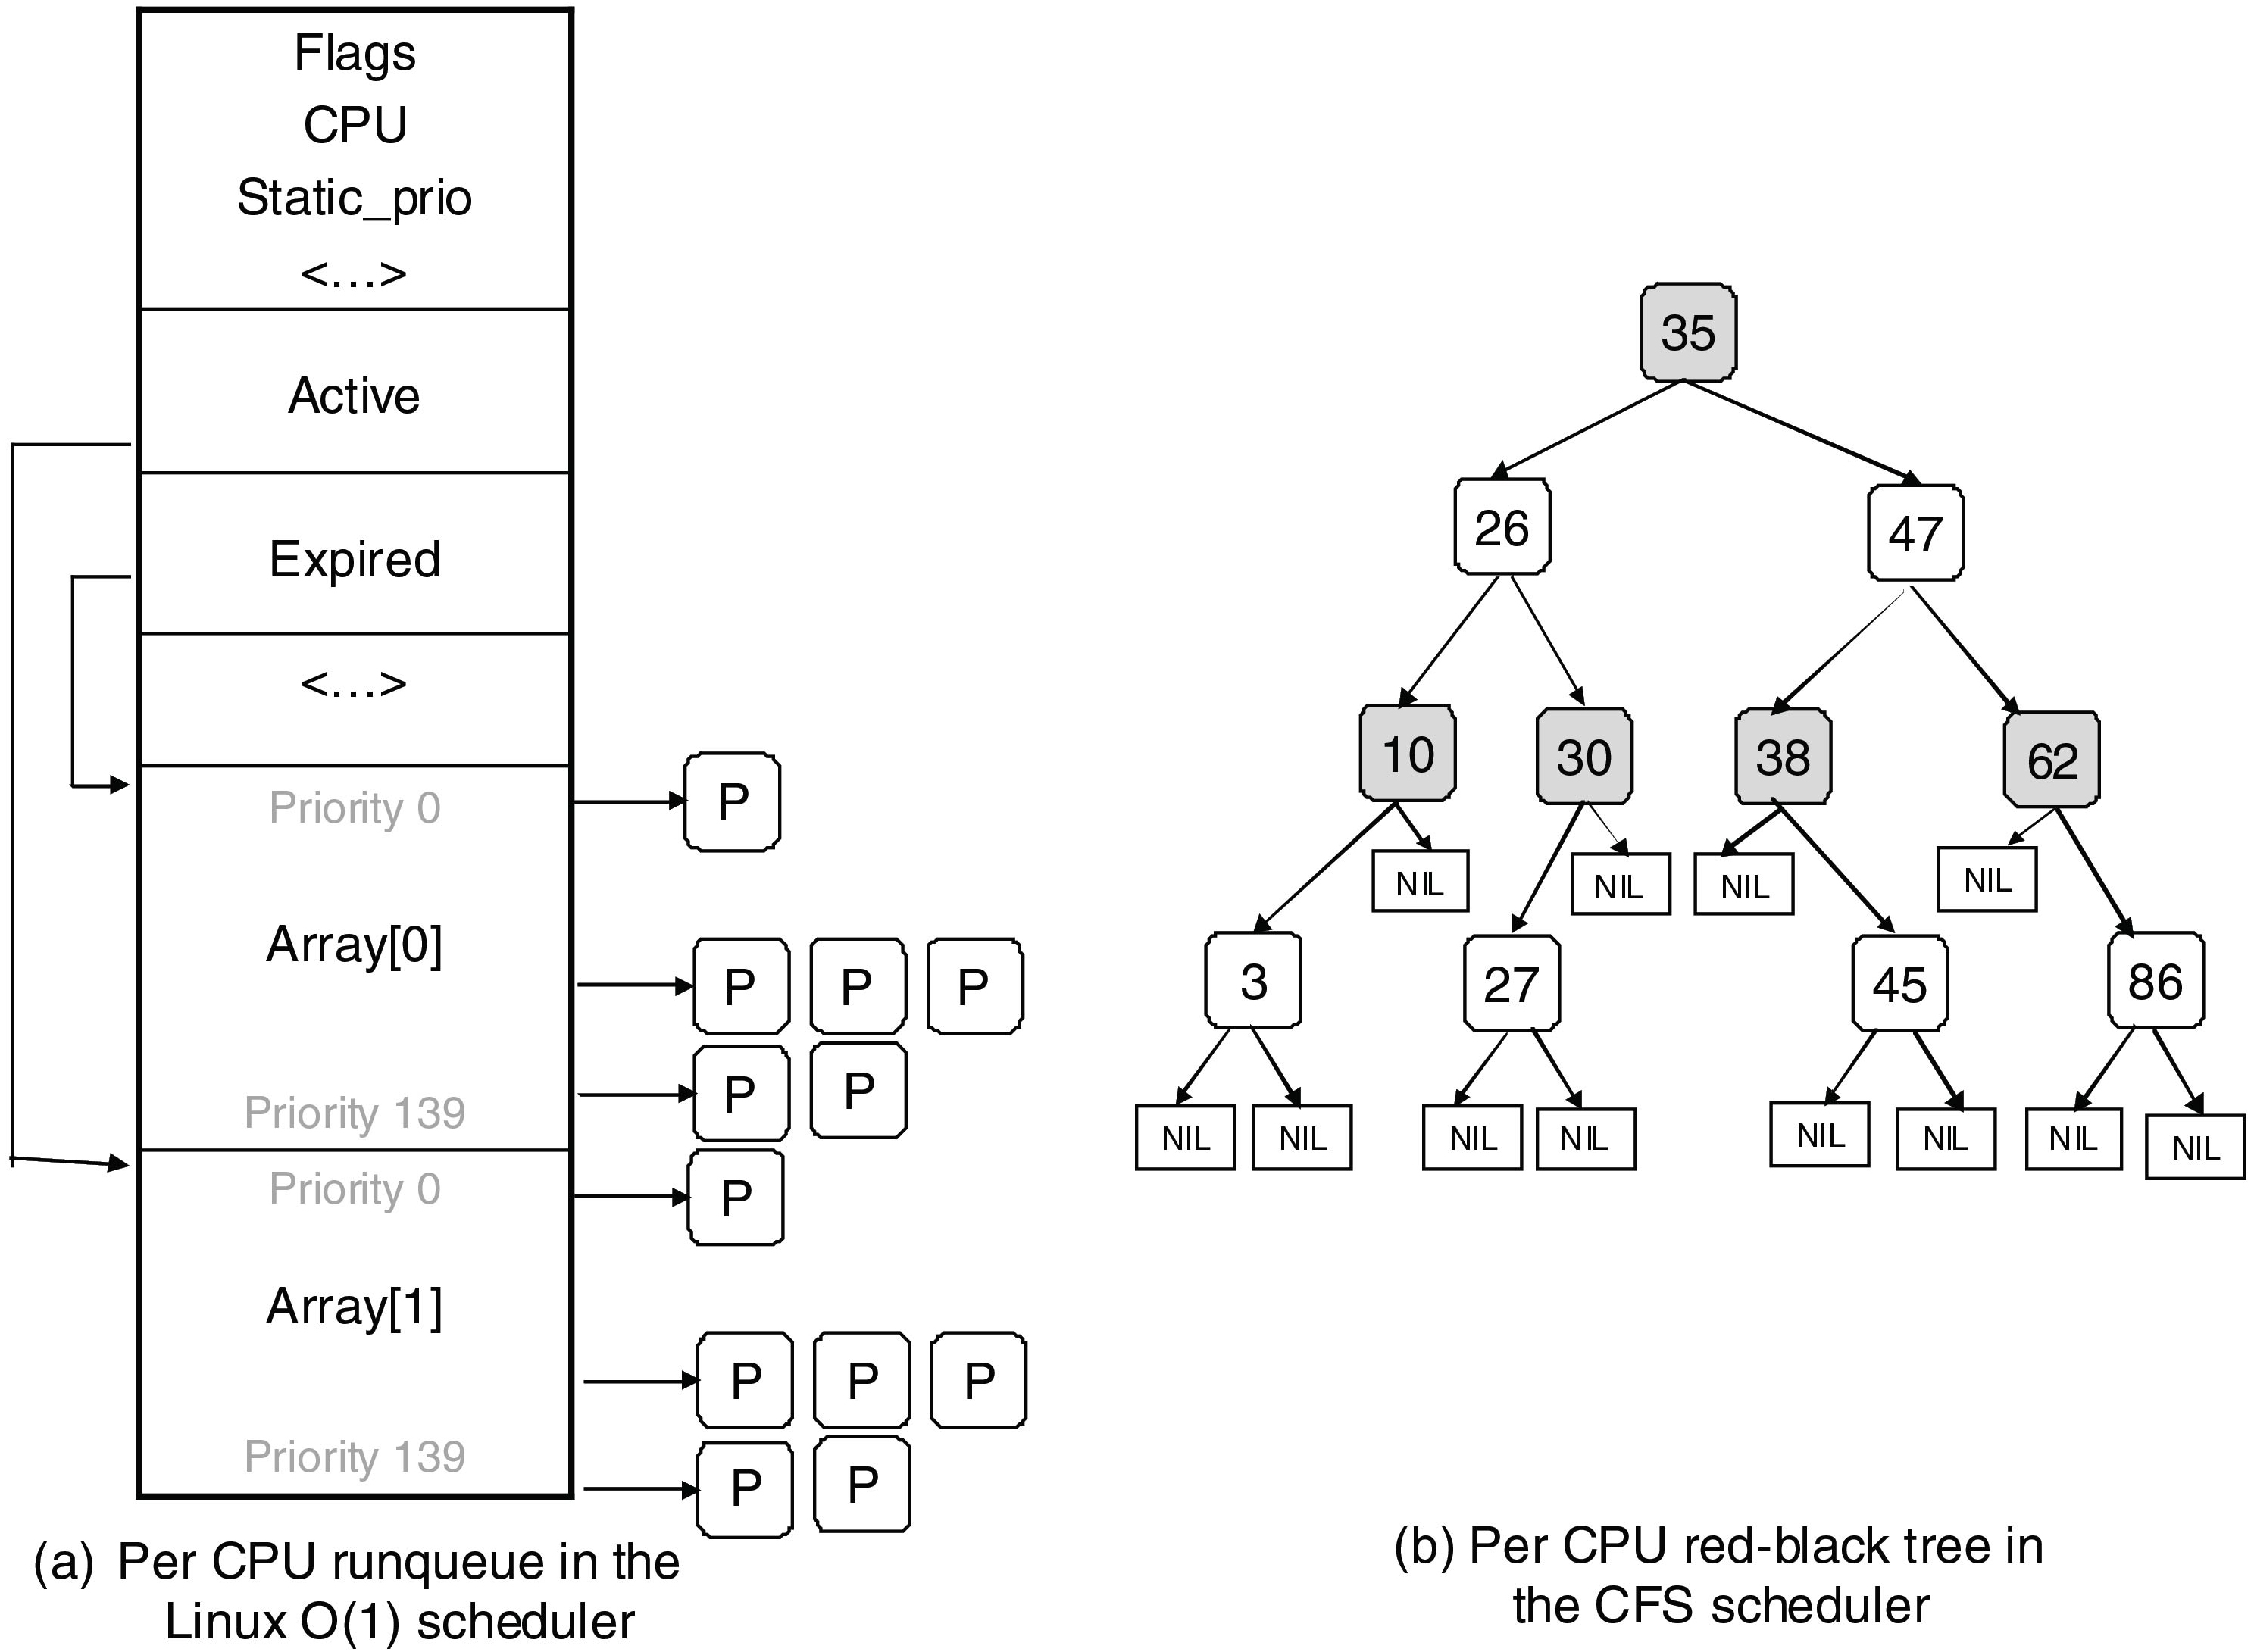 Flags
CPU
Static_prio
<...>
Active
Expired
<...>
Priority 0
P
Array[0]
P P P
P P
Priority 139
Priority 0
P
Array[1]
P P P
Priority 139
P P
(a) Per CPU runqueue in the
Linux O(1) scheduler
35
26 47
10 30 38 62
NIL NIL NIL NIL
3 27 45 86
NIL NIL NIL NIL NIL NIL NIL NIL
(b) Per CPU red-black tree in
the CFS scheduler